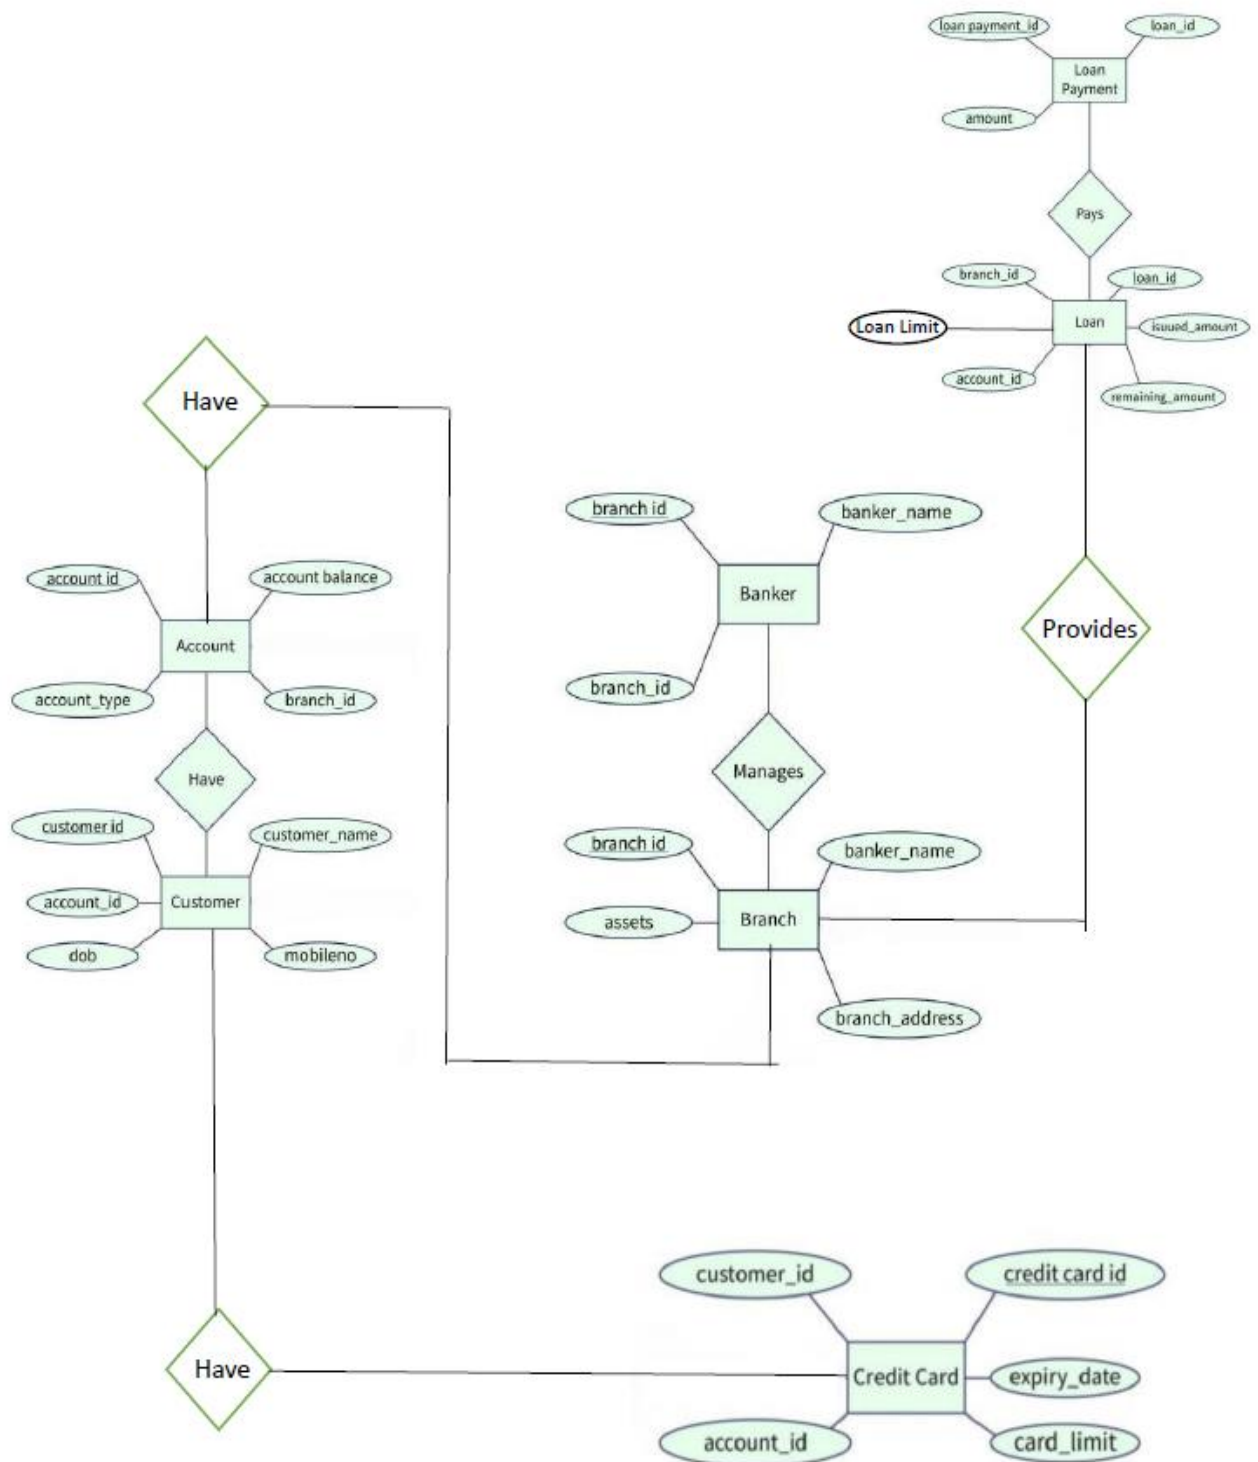 loan payment_id
loan_id
Loan
Payment
amount
Pays
branch_id
loan_id
Loan Limit
Loan
isuued_amount
account_id
remaining_amount
Have
branch id
banker_name
Banker
branch_id
Provides
account id
account balance
Account
account_type
branch_id
Have
Manages
customer id
customer_name
account_id
Customer
dob
mobileno
branch id
banker_name
assets
Branch
branch_address
customer_id
credit card id
Have
Credit Card
expiry_date
account_id
card_limit